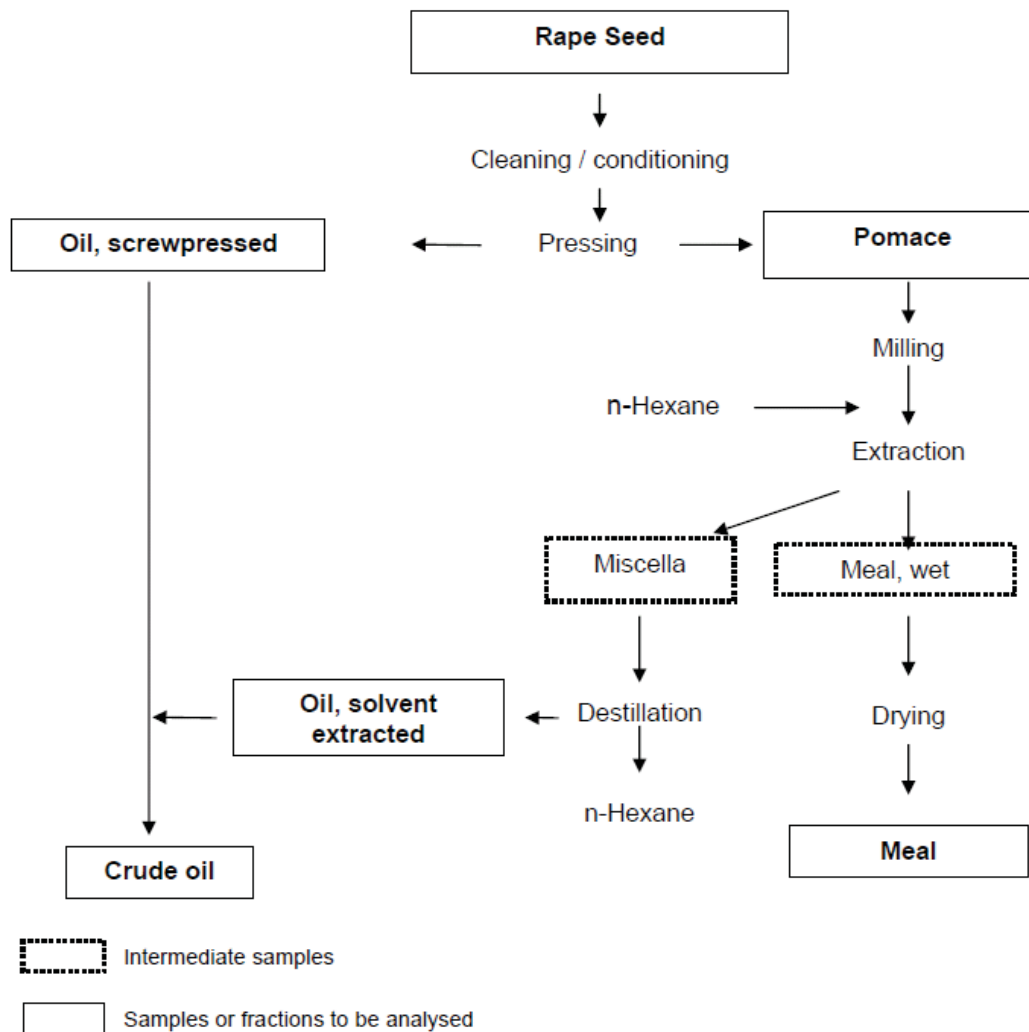 Rape Seed
Cleaning / conditioning
Oil, screwpressed
Pressing
Pomace
Milling
n-Hexane
Extraction
Miscella
Meal, wet
Oil, solvent
extracted
Destillation
Drying
n-Hexane
Crude oil
Meal
Intermediate samples
Samples or fractions to be analysed